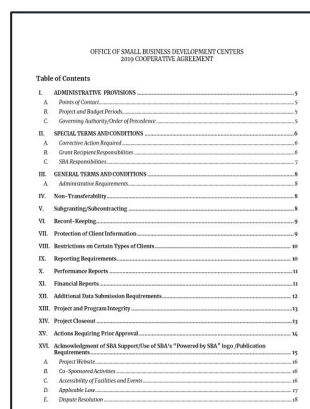 OFFICE OF SMALL BUSINESS DEVELOPMENT CENTERS
2019 COOPERATIVE AGREEMENT
Table of Contents
I. ADMINISTRATIVE PROVISIONS 5
A. Points of Contact 5
B. Project and Budget Periods 5
C. Governing Authority/Order of Precedence 5
II. SPECIAL TERMS AND CONDITIONS 6
A. Corrective Action Required 6
B. Grant Recipient Responsibilities 6
C. SBA Responsibilities 7
III. GENERAL TERMS AND CONDITIONS 8
A. Administrative Requirements 8
IV. Non-Transferability 8
V. Subgranting/Subcontracting 8
VI. Record-Keeping 9
VII. Protection of Client Information 9
VIII. Restrictions on Certain Types of Clients 10
IX. Reporting Requirements 10
X. Performance Reports 11
XI. Financial Reports 11
XII. Additional Data Submission Requirements 12
XIII. Project and Program Integrity 13
XIV. Project Closeout 13
XV. Actions Requiring Prior Approval 14
XVI. Acknowledgment of SBA Support/Use of SBA's "Powered by SBA" logo /Publication
Requirements 15
A. Project Website 16
B. Co-Sponsored Activities 16
C. Accessibility of Facilities and Events 16
D. Applicable Law 17
E. Dispute Resolution 18